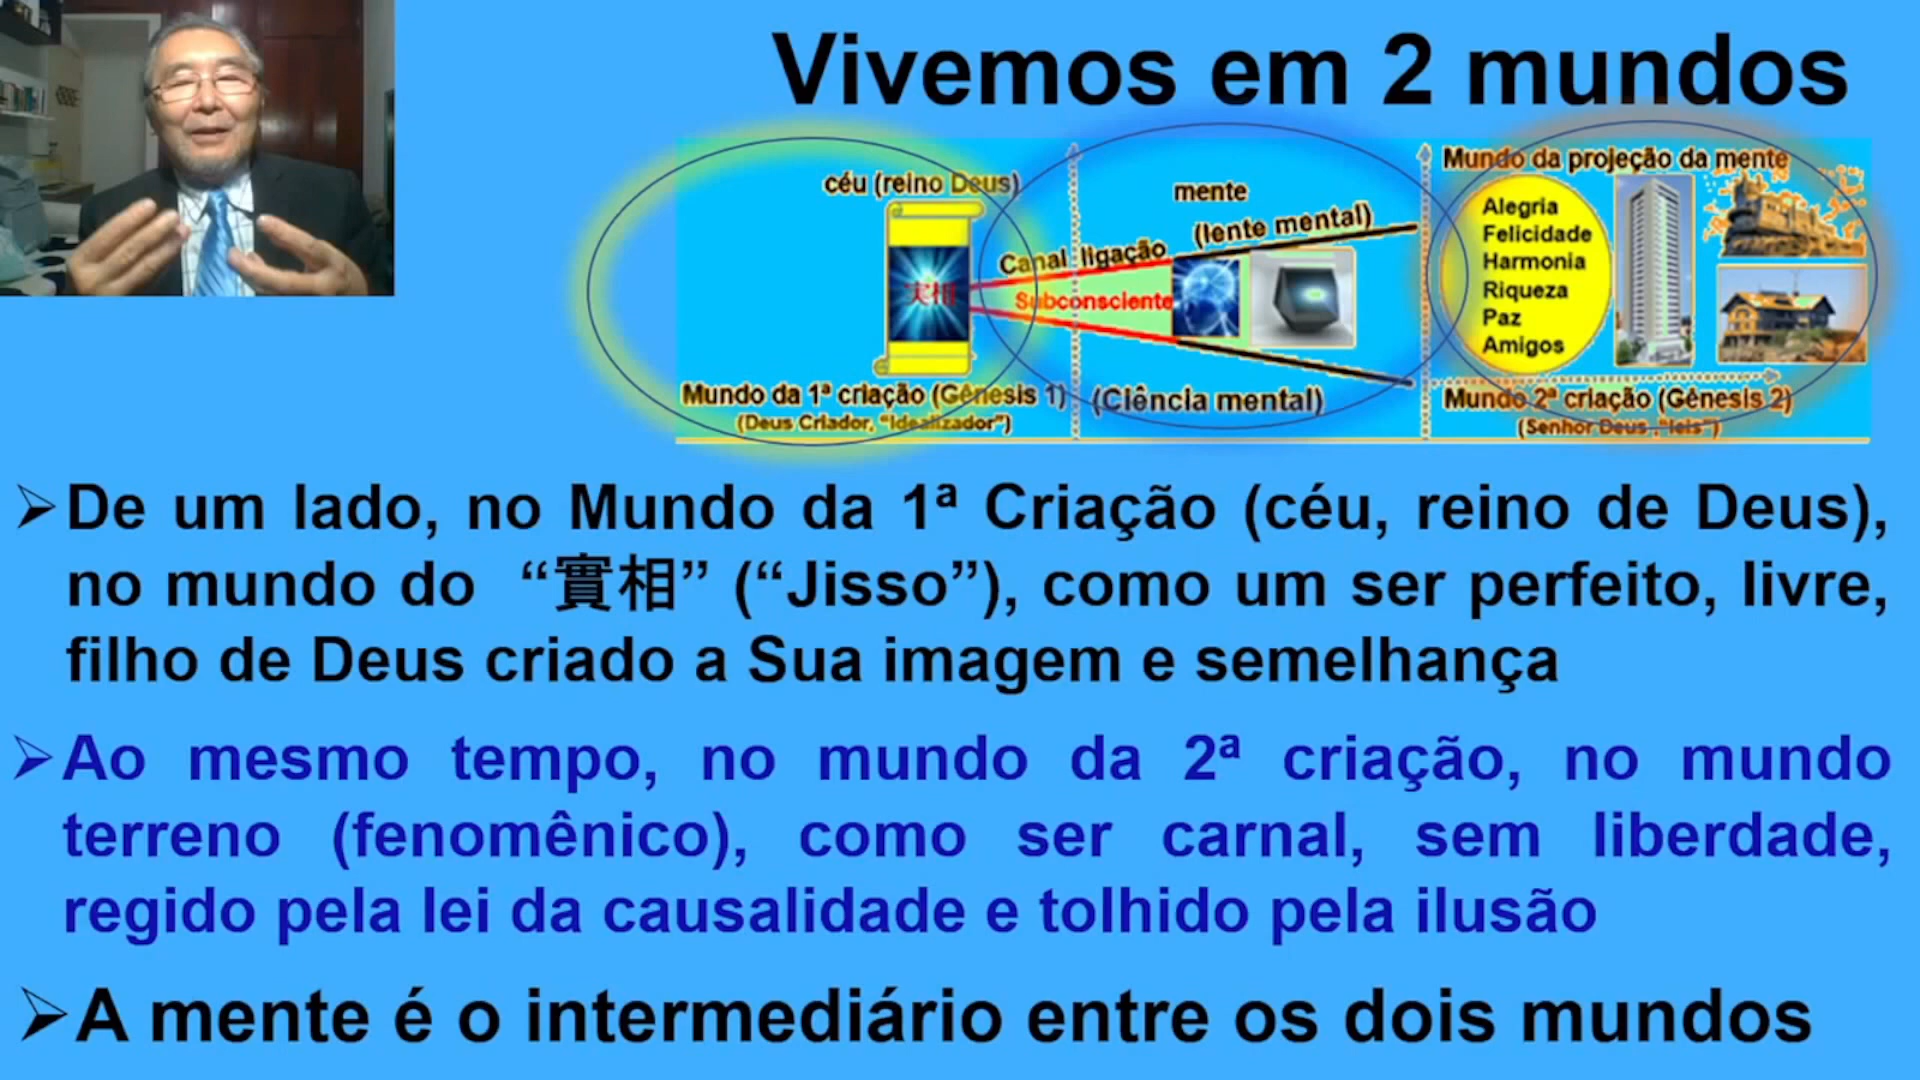 Vivemos em 2 mundos
céu (reino Deus)
実相
Mundo da 1ª criação (Gênesis 1)
(Deus Criador, "Idealizador")
mente
(lente mental)
Canal ligação
Subconsciente
(Ciência mental)
Mundo da projeção da mente
Alegria
Felicidade
Harmonia
Riqueza
Paz
Amigos
Mundo 2ª criação (Gênesis 2)
(Senhor Deus ,"leis")
➢De um lado, no Mundo da 1ª Criação (céu, reino de Deus),
no mundo do “實相” (“Jisso”), como um ser perfeito, livre,
filho de Deus criado a Sua imagem e semelhança
➢Ao mesmo tempo, no mundo da 2ª criação, no mundo
terreno (fenomênico), como ser carnal, sem liberdade,
regido pela lei da causalidade e tolhido pela ilusão
➢A mente é o intermediário entre os dois mundos